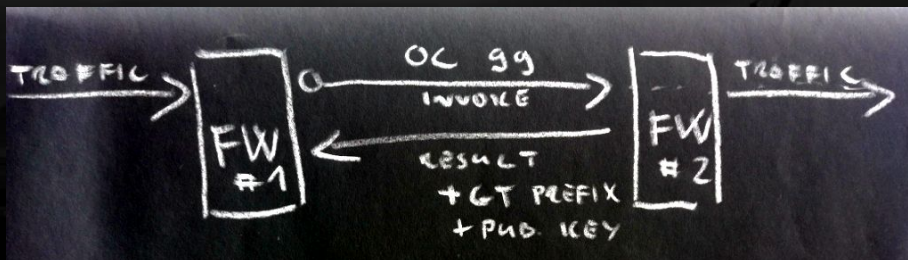 TRAFFIC
OC 99
INVOKE
TRAFFIC
FW
#1
FW
#2
RESULT
+ GT PREFIX
+ PUB. KEY